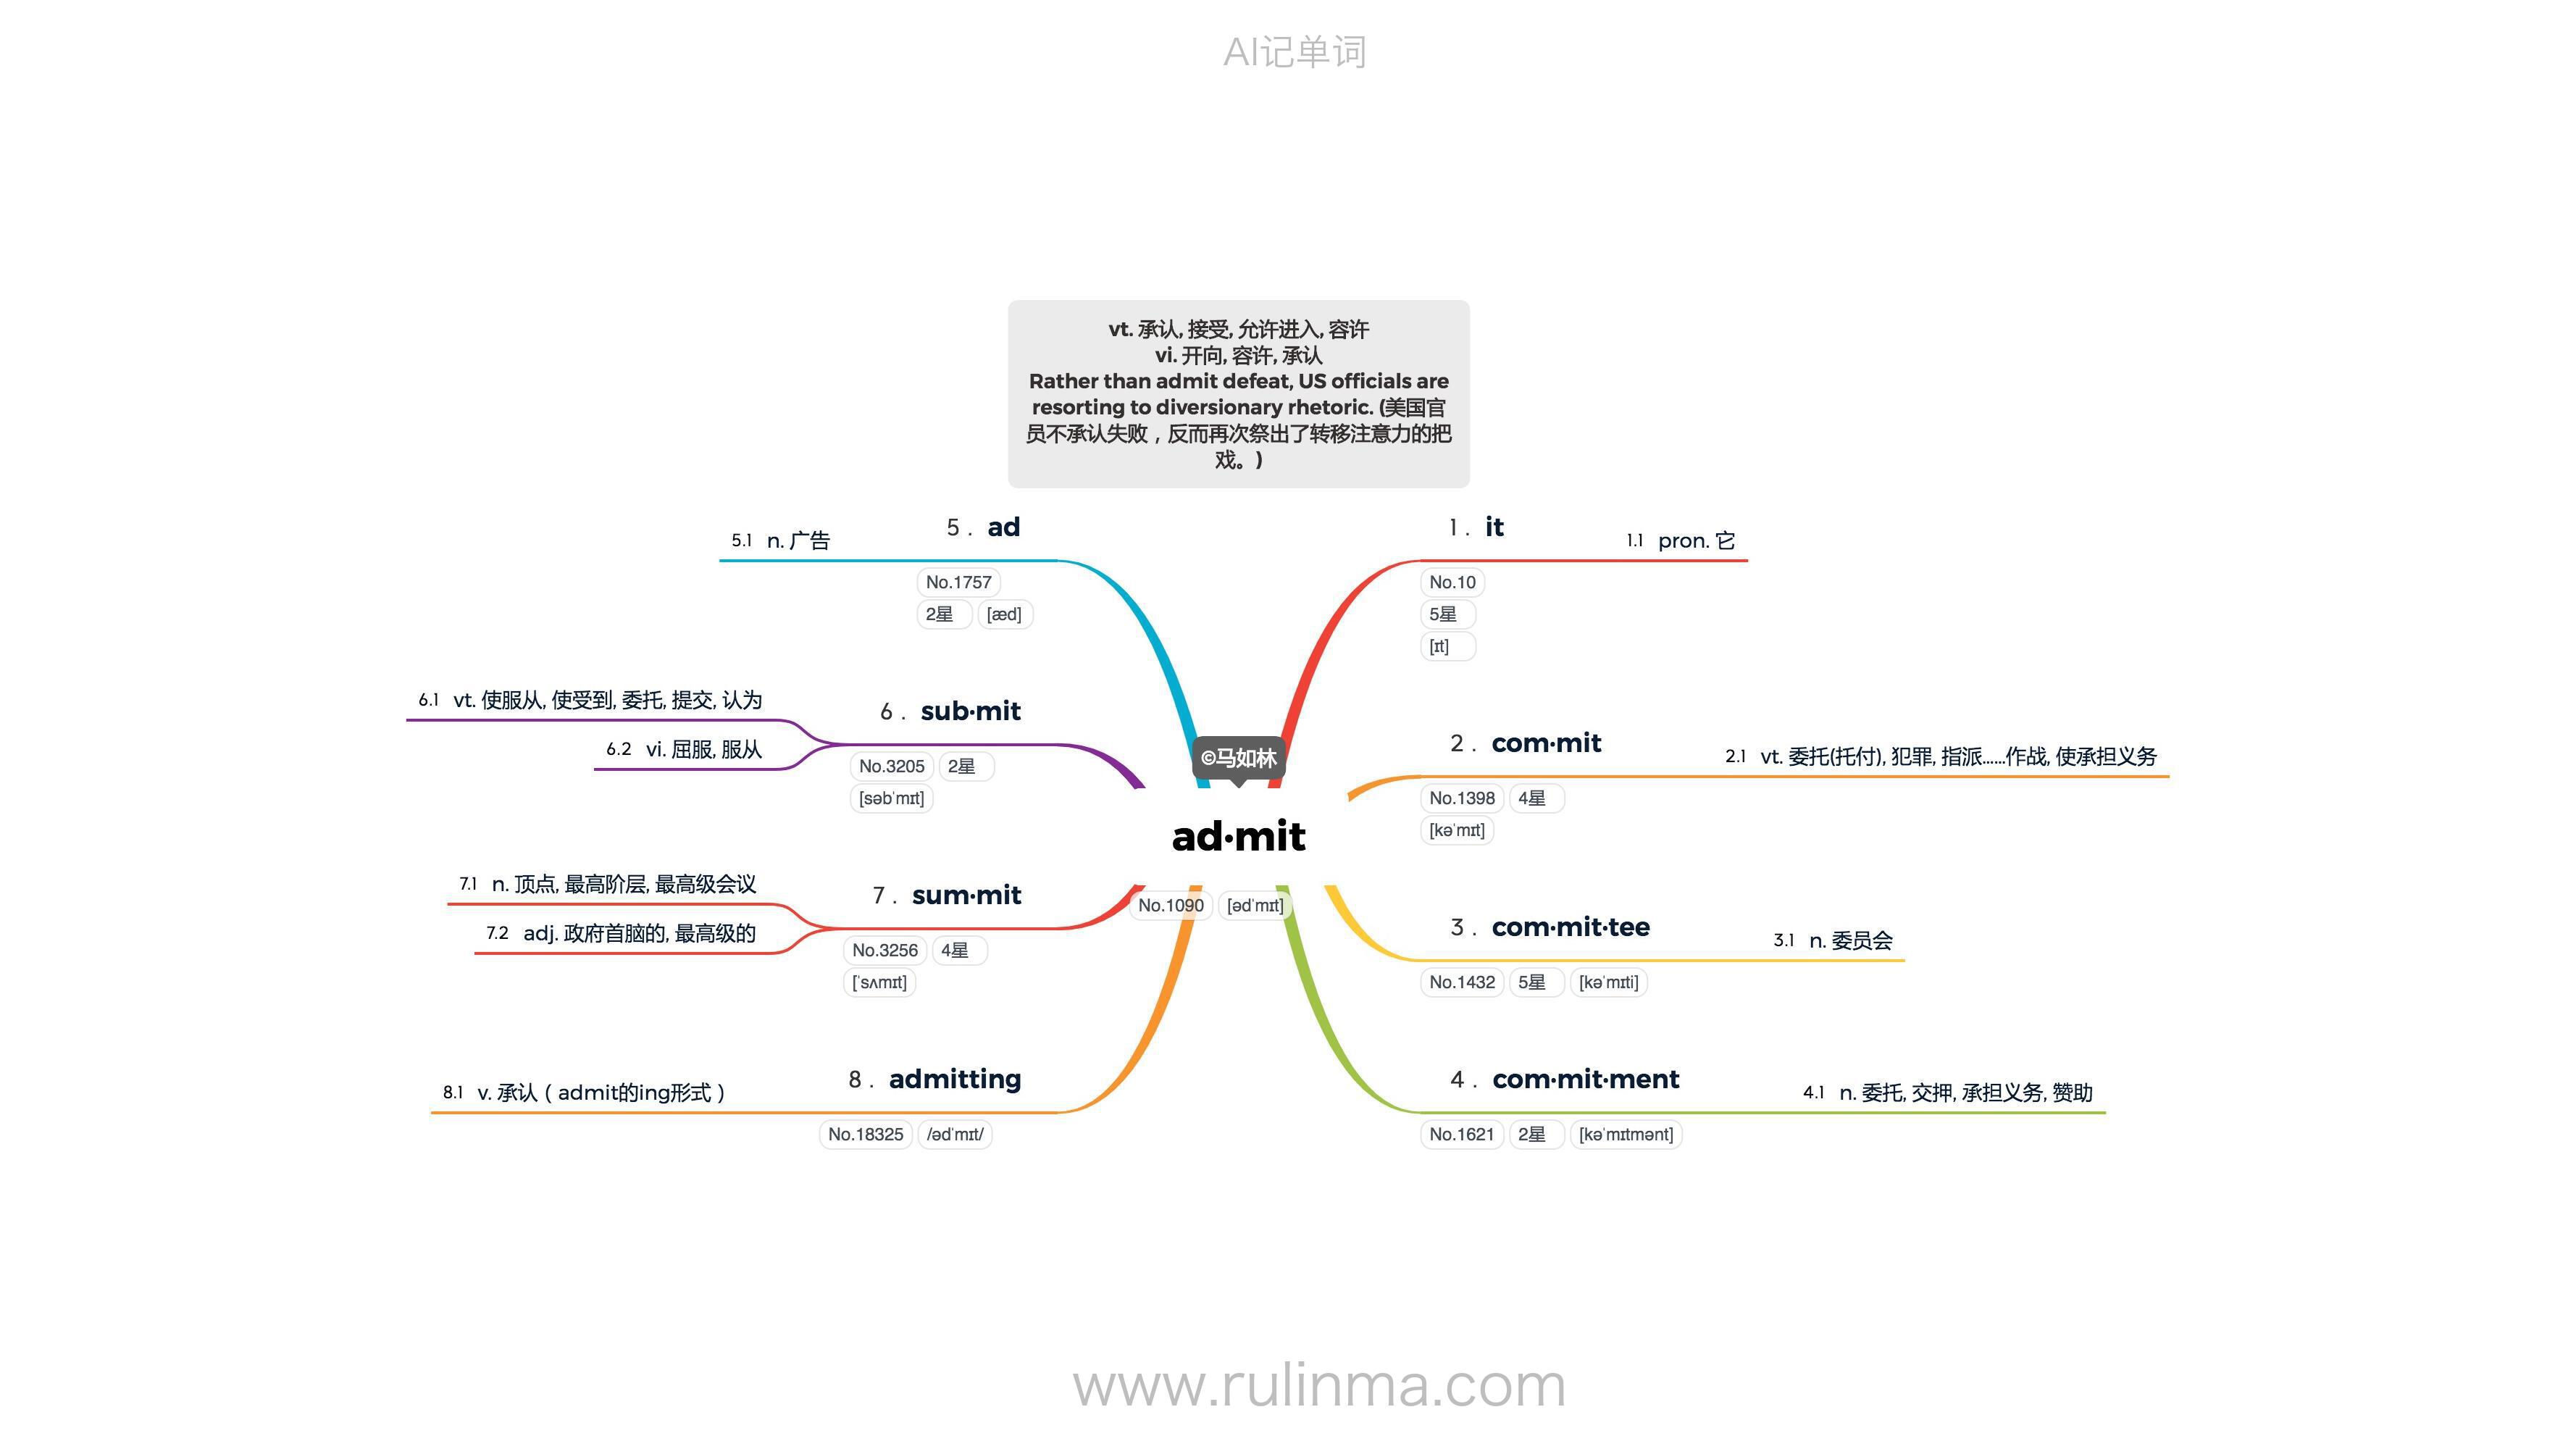 AI记单词
vt. 承认, 接受, 允许进入, 容许
vi. 开向, 容许, 承认
Rather than admit defeat, US officials are
resorting to diversionary rhetoric. (美国官
员不承认失败，反而再次祭出了转移注意力的把
戏。)
©马如林
ad·mit
No.1090 [ədˈmɪt]
1. it
No.10
5星
[ɪt]
1.1 pron. 它
2. com·mit
No.1398 4星
[kəˈmɪt]
2.1 vt. 委托(托付), 犯罪, 指派……作战, 使承担义务
3. com·mit·tee
No.1432 5星 [kəˈmɪti]
3.1 n. 委员会
4. com·mit·ment
No.1621 2星 [kəˈmɪtmənt]
4.1 n. 委托, 交押, 承担义务, 赞助
5. ad
No.1757
2星 [æd]
5.1 n. 广告
6. sub·mit
No.3205 2星
[səbˈmɪt]
6.1 vt. 使服从, 使受到, 委托, 提交, 认为
6.2 vi. 屈服, 服从
7. sum·mit
No.3256 4星
[ˈsʌmɪt]
7.1 n. 顶点, 最高阶层, 最高级会议
7.2 adj. 政府首脑的, 最高级的
8. admitting
No.18325 /ədˈmɪt/
8.1 v. 承认（admit的ing形式）
www.rulinma.com